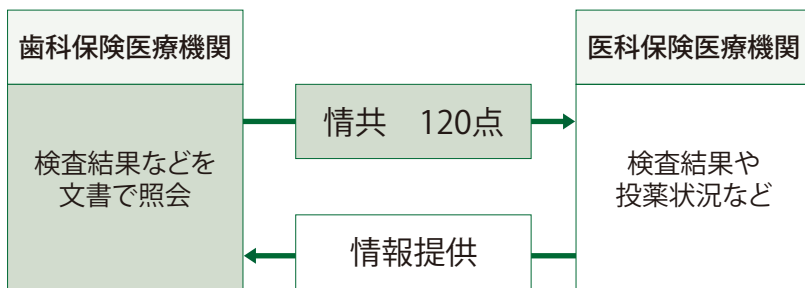 歯科保険医療機関
検査結果などを
文書で照会
情共　120点
情報提供
医科保険医療機関
検査結果や
投薬状況など